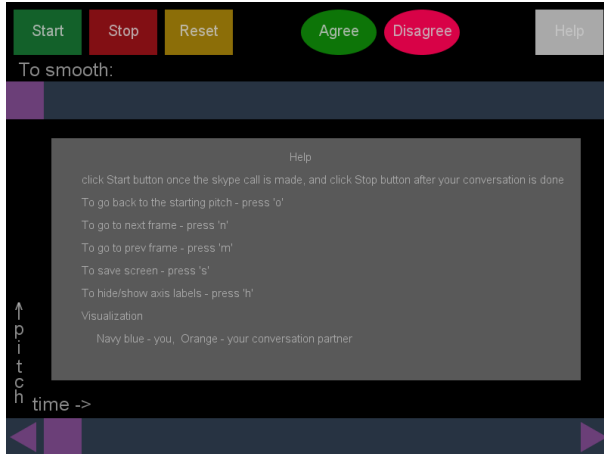 Start Stop Reset Agree Disagree Help
To smooth:
Help
click Start button once the skype call is made, and click Stop button after your conversation is done
To go back to the starting pitch - press 'o'
To go to next frame - press 'n'
To go to prev frame - press 'm'
To save screen - press 's'
To hide/show axis labels - press 'h'
Visualization
Navy blue - you, Orange - your conversation partner
pitch
time ->